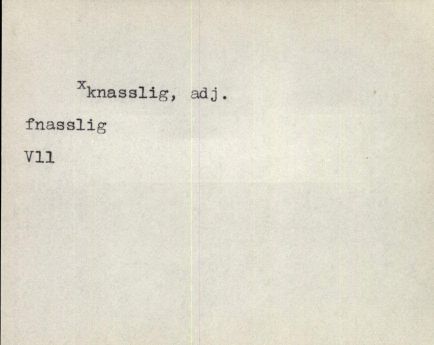 xknasslig, adj.
fnasslig
Vll